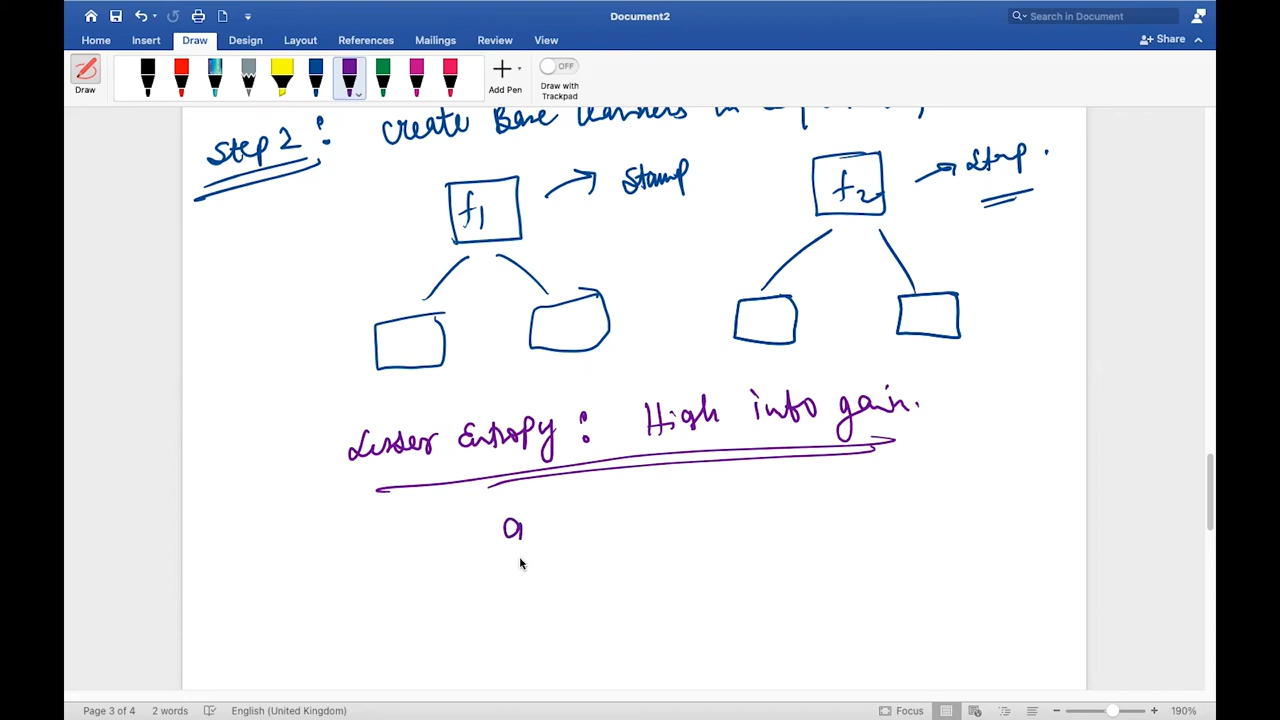 Document2
Search in Document
Home Insert Draw Design Layout References Mailings Review View
Share
Draw
Add Pen
OFF
Draw with
Trackpad
Step 2 : Create Base learners in
f1 → Stump
f2
Lesser Entropy : High info gain.
a
Page 3 of 4 2 words English (United Kingdom) Focus 190%